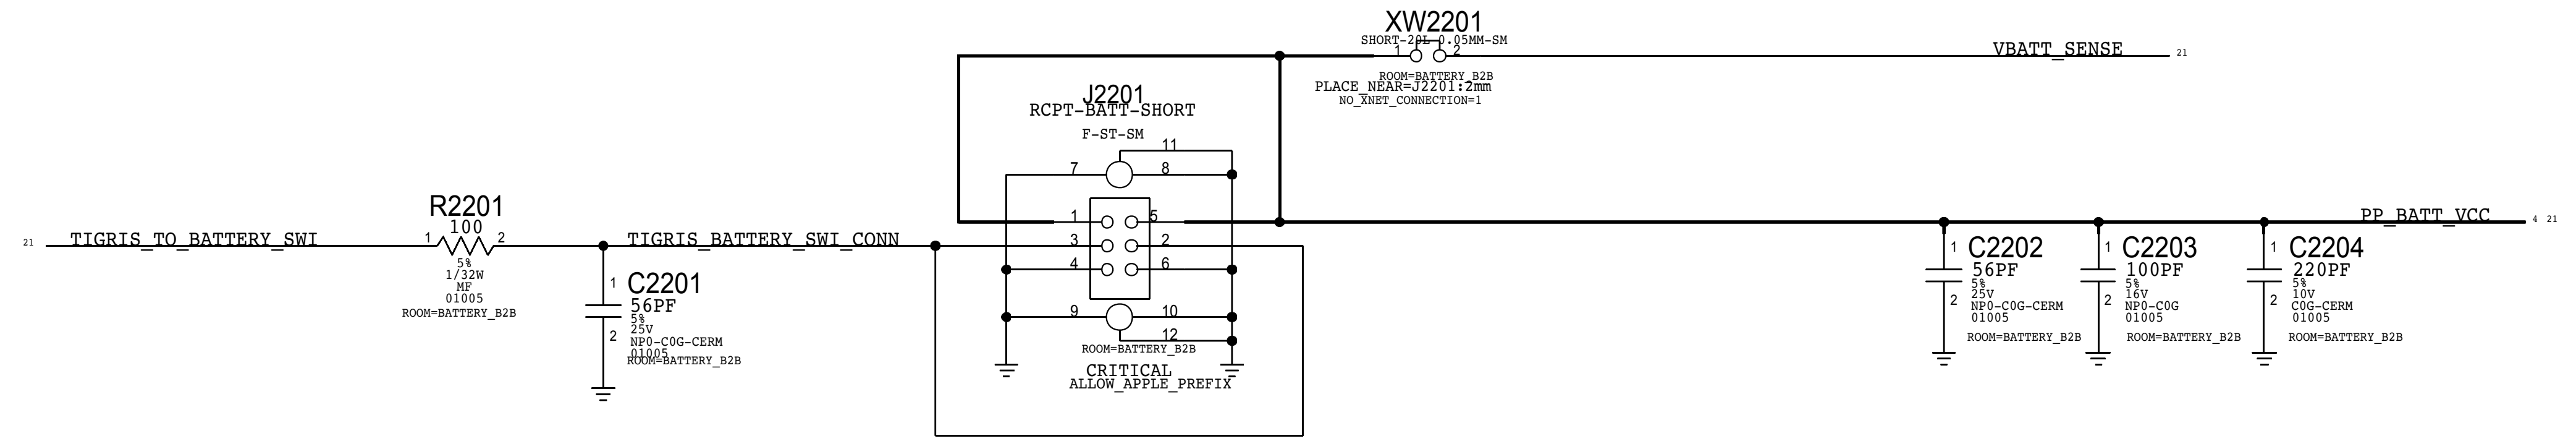 XW2201
SHORT-20L-0.05MM-SM
1
2
VBATT_SENSE
21
ROOM=BATTERY_B2B
PLACE_NEAR=J2201:2mm
NO_XNET_CONNECTION=1
J2201
RCPT-BATT-SHORT
F-ST-SM
11
7
8
1
5
3
2
4
6
9
10
12
ROOM=BATTERY_B2B
CRITICAL
ALLOW_APPLE_PREFIX
21
TIGRIS_TO_BATTERY_SWI
R2201
100
1
2
5%
1/32W
MF
01005
ROOM=BATTERY_B2B
TIGRIS_BATTERY_SWI_CONN
1
C2201
56PF
5%
25V
2
NP0-C0G-CERM
01005
ROOM=BATTERY_B2B
PP_BATT_VCC
4 21
1
C2202
56PF
5%
25V
2
NP0-C0G-CERM
01005
ROOM=BATTERY_B2B
1
C2203
100PF
5%
16V
2
NP0-C0G
01005
ROOM=BATTERY_B2B
1
C2204
220PF
5%
10V
2
C0G-CERM
01005
ROOM=BATTERY_B2B